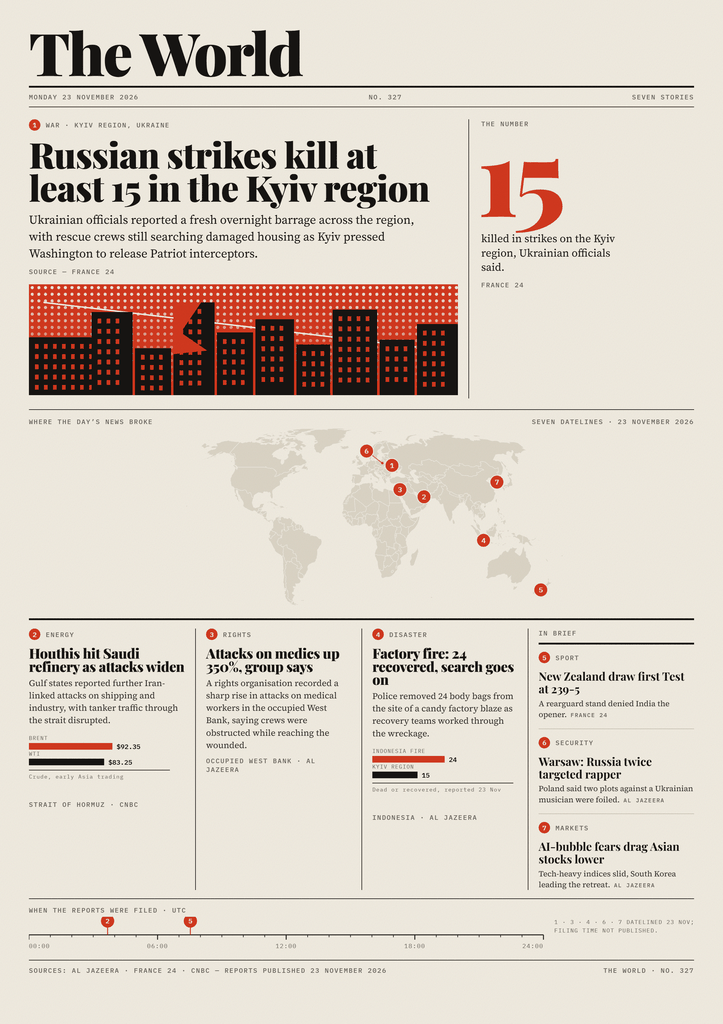 The World
MONDAY 23 NOVEMBER 2026
NO. 327
SEVEN STORIES
1 WAR · KYIV REGION, UKRAINE
Russian strikes kill at
least 15 in the Kyiv region
Ukrainian officials reported a fresh overnight barrage across the region,
with rescue crews still searching damaged housing as Kyiv pressed
Washington to release Patriot interceptors.
SOURCE — FRANCE 24
THE NUMBER
15
killed in strikes on the Kyiv
region, Ukrainian officials
said.
FRANCE 24
WHERE THE DAY'S NEWS BROKE
SEVEN DATELINES · 23 NOVEMBER 2026
6
1
7
3
2
4
5
2 ENERGY
Houthis hit Saudi
refinery as attacks widen
Gulf states reported further Iran-
linked attacks on shipping and
industry, with tanker traffic through
the strait disrupted.
BRENT
$92.35
WTI
$83.25
Crude, early Asia trading
STRAIT OF HORMUZ · CNBC
3 RIGHTS
Attacks on medics up
350%, group says
A rights organisation recorded a
sharp rise in attacks on medical
workers in the occupied West
Bank, saying crews were
obstructed while reaching the
wounded.
OCCUPIED WEST BANK · AL
JAZEERA
4 DISASTER
Factory fire: 24
recovered, search goes
on
Police removed 24 body bags from
the site of a candy factory blaze as
recovery teams worked through
the wreckage.
INDONESIA FIRE
24
KYIV REGION
15
Dead or recovered, reported 23 Nov
INDONESIA · AL JAZEERA
IN BRIEF
5 SPORT
New Zealand draw first Test
at 239-5
A rearguard stand denied India the
opener. FRANCE 24
6 SECURITY
Warsaw: Russia twice
targeted rapper
Poland said two plots against a Ukrainian
musician were foiled. AL JAZEERA
7 MARKETS
AI-bubble fears drag Asian
stocks lower
Tech-heavy indices slid, South Korea
leading the retreat. AL JAZEERA
WHEN THE REPORTS WERE FILED · UTC
2
5
00:00
06:00
12:00
18:00
24:00
1 · 3 · 4 · 6 · 7 DATELINED 23 NOV;
FILING TIME NOT PUBLISHED.
SOURCES: AL JAZEERA · FRANCE 24 · CNBC — REPORTS PUBLISHED 23 NOVEMBER 2026
THE WORLD · NO. 327